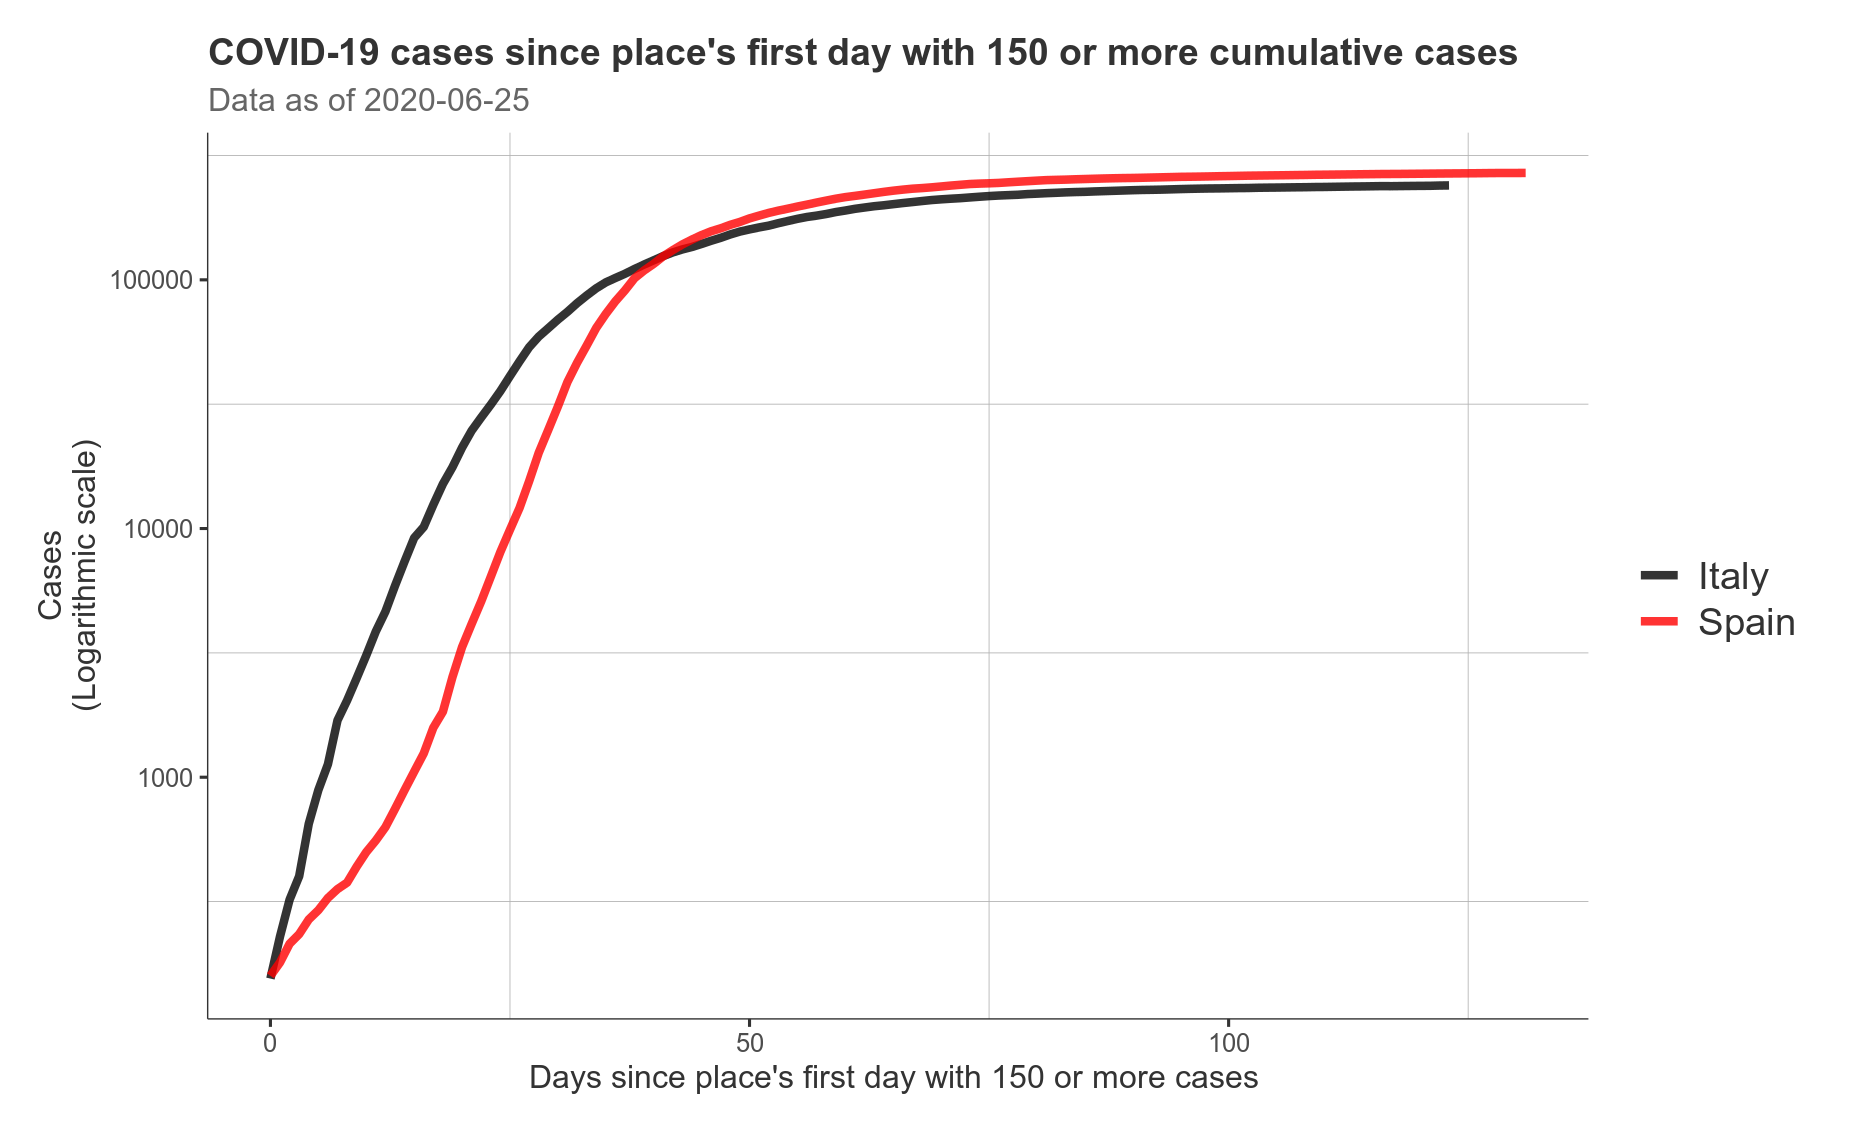 COVID-19 cases since place's first day with 150 or more cumulative cases
Data as of 2020-06-25
Cases
(Logarithmic scale)
100000
10000
1000
0
50
100
Days since place's first day with 150 or more cases
Italy
Spain